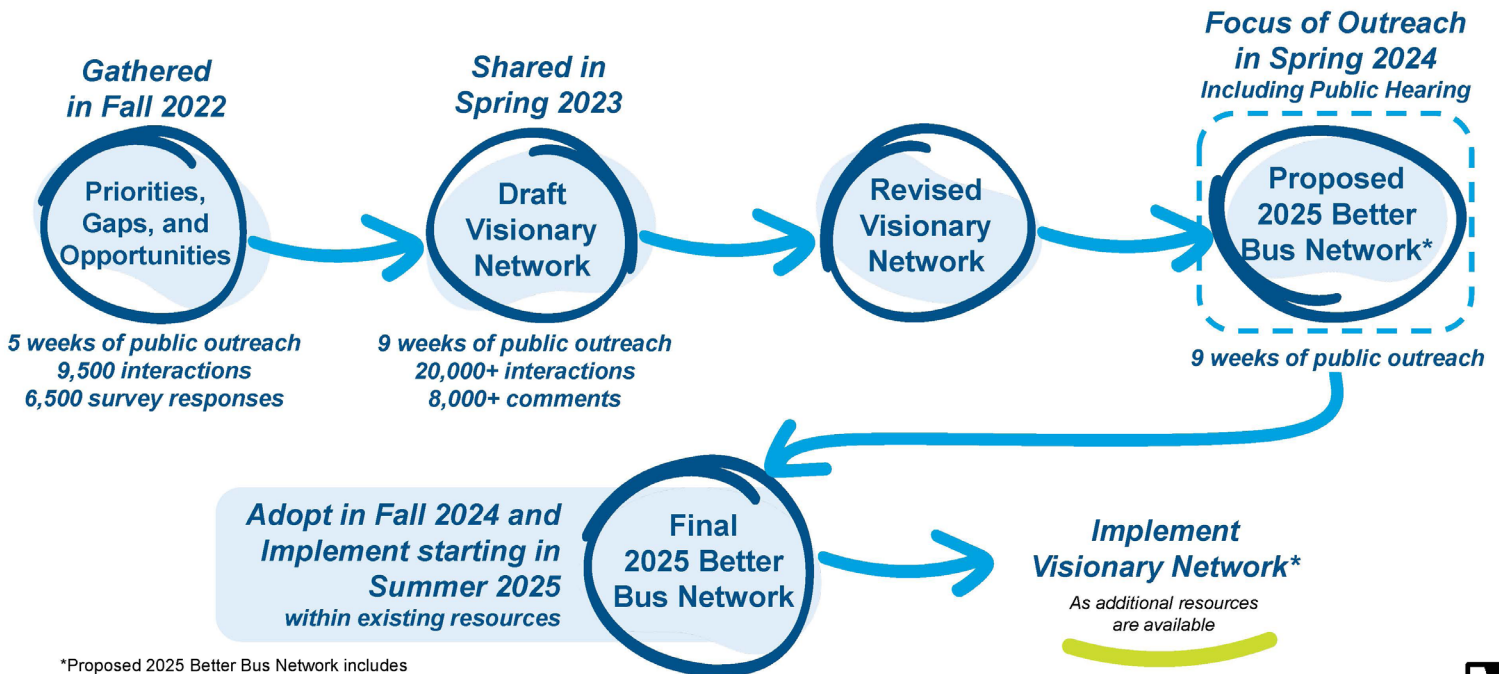 Gathered
in Fall 2022
Priorities,
Gaps, and
Opportunities
5 weeks of public outreach
9,500 interactions
6,500 survey responses
Shared in
Spring 2023
Draft
Visionary
Network
9 weeks of public outreach
20,000+ interactions
8,000+ comments
Revised
Visionary
Network
Focus of Outreach
in Spring 2024
Including Public Hearing
Proposed
2025 Better
Bus Network*
9 weeks of public outreach
Adopt in Fall 2024 and
Implement starting in
Summer 2025
within existing resources
Final
2025 Better
Bus Network
Implement
Visionary Network*
As additional resources
are available
*Proposed 2025 Better Bus Network includes